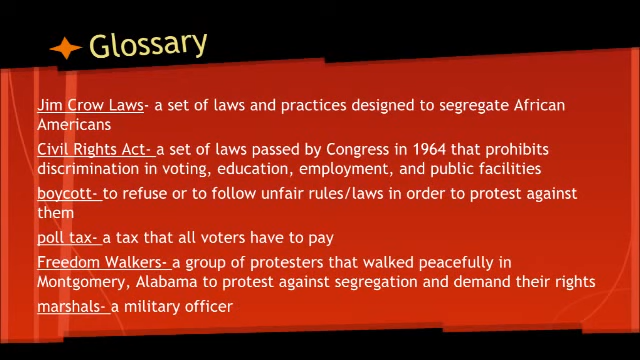 Glossary
Jim Crow Laws- a set of laws and practices designed to segregate African
Americans
Civil Rights Act- a set of laws passed by Congress in 1964 that prohibits
discrimination in voting, education, employment, and public facilities
boycott- to refuse or to follow unfair rules/laws in order to protest against
them
poll tax- a tax that all voters have to pay
Freedom Walkers- a group of protesters that walked peacefully in
Montgomery, Alabama to protest against segregation and demand their rights
marshals- a military officer